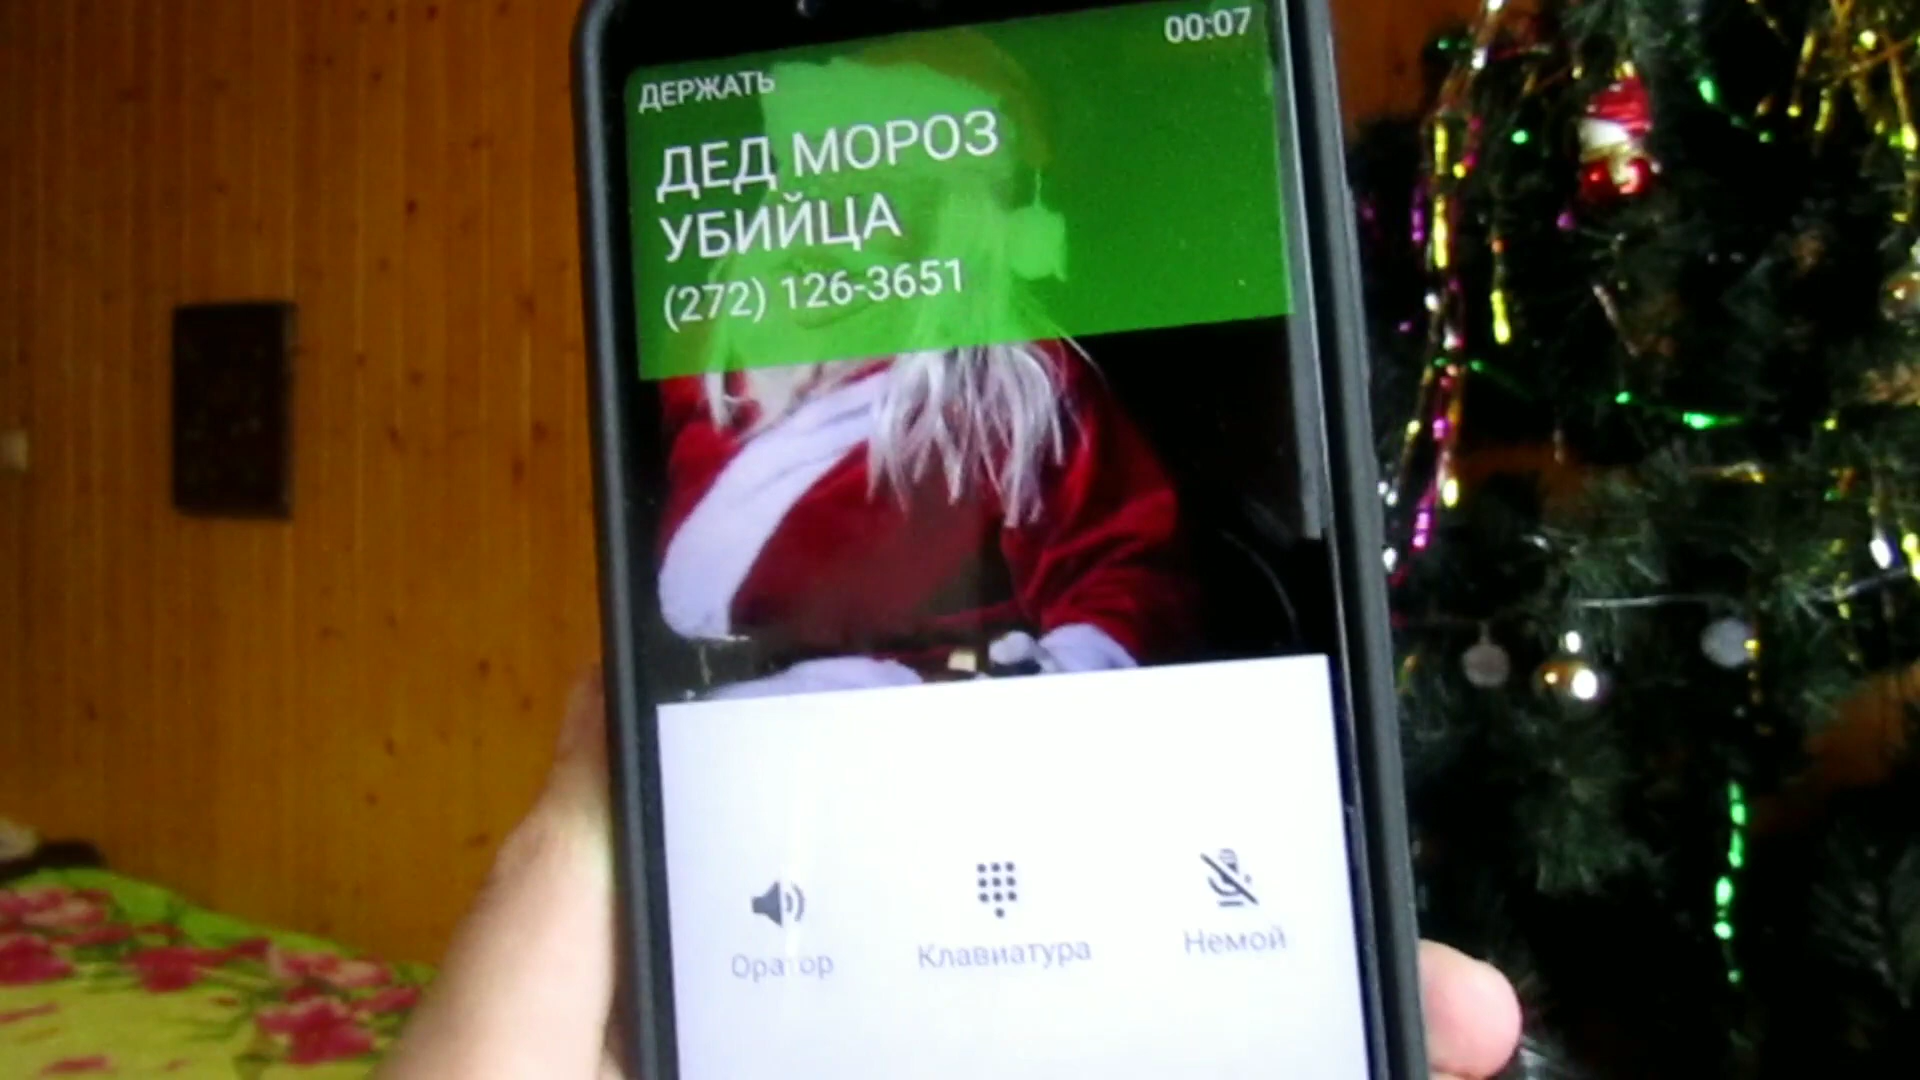 00:07
ДЕРЖАТЬ
ДЕД МОРОЗ
УБИЙЦА
(272) 126-3651
Оратор
Клавиатура
Немой